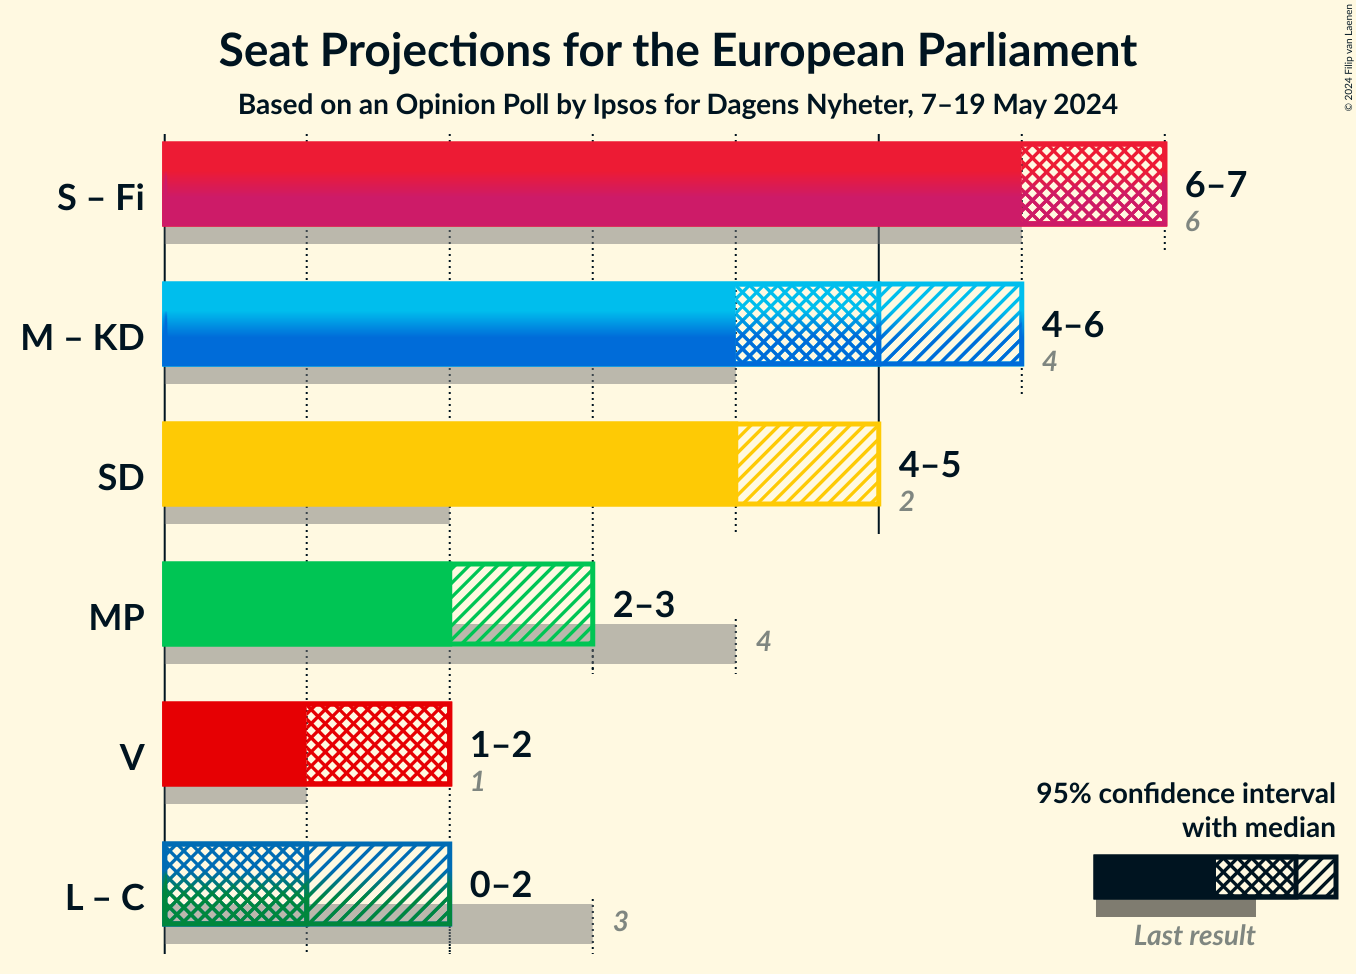 Seat Projections for the European Parliament
Based on an Opinion Poll by Ipsos for Dagens Nyheter, 7–19 May 2024
© 2024 Filip van Laenen
S – Fi
6–7
6
M – KD
4–6
4
SD
4–5
2
MP
2–3
4
V
1–2
1
L – C
0–2
3
95% confidence interval
with median
Last result